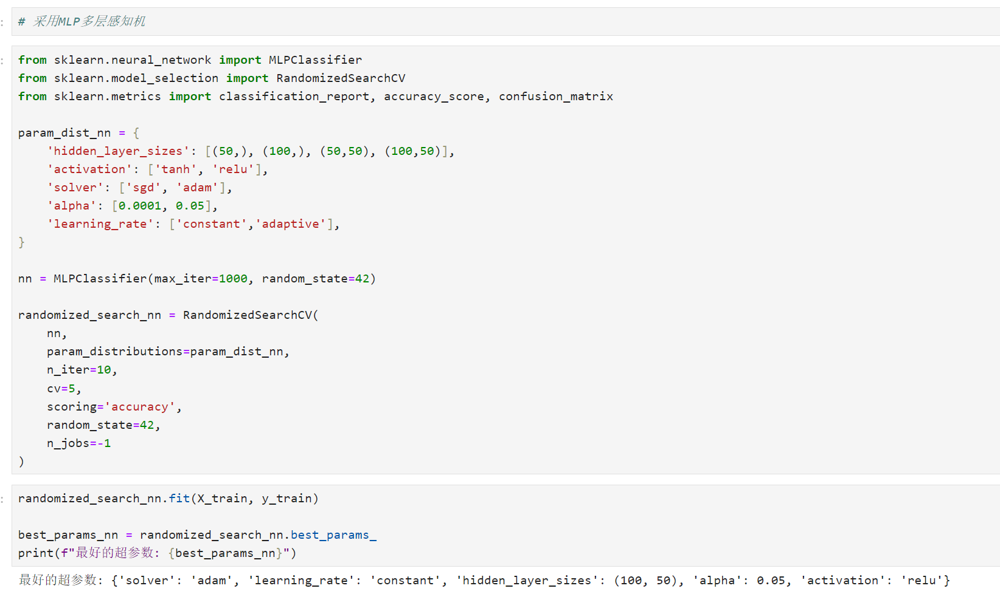 # 采用MLP多层感知机
from sklearn.neural_network import MLPClassifier
from sklearn.model_selection import RandomizedSearchCV
from sklearn.metrics import classification_report, accuracy_score, confusion_matrix
param_dist_nn = {
    'hidden_layer_sizes': [(50,), (100,), (50,50), (100,50)],
    'activation': ['tanh', 'relu'],
    'solver': ['sgd', 'adam'],
    'alpha': [0.0001, 0.05],
    'learning_rate': ['constant','adaptive'],
}
nn = MLPClassifier(max_iter=1000, random_state=42)
randomized_search_nn = RandomizedSearchCV(
    nn,
    param_distributions=param_dist_nn,
    n_iter=10,
    cv=5,
    scoring='accuracy',
    random_state=42,
    n_jobs=-1
)
randomized_search_nn.fit(X_train, y_train)
best_params_nn = randomized_search_nn.best_params_
print(f"最好的超参数: {best_params_nn}")
最好的超参数: {'solver': 'adam', 'learning_rate': 'constant', 'hidden_layer_sizes': (100, 50), 'alpha': 0.05, 'activation': 'relu'}